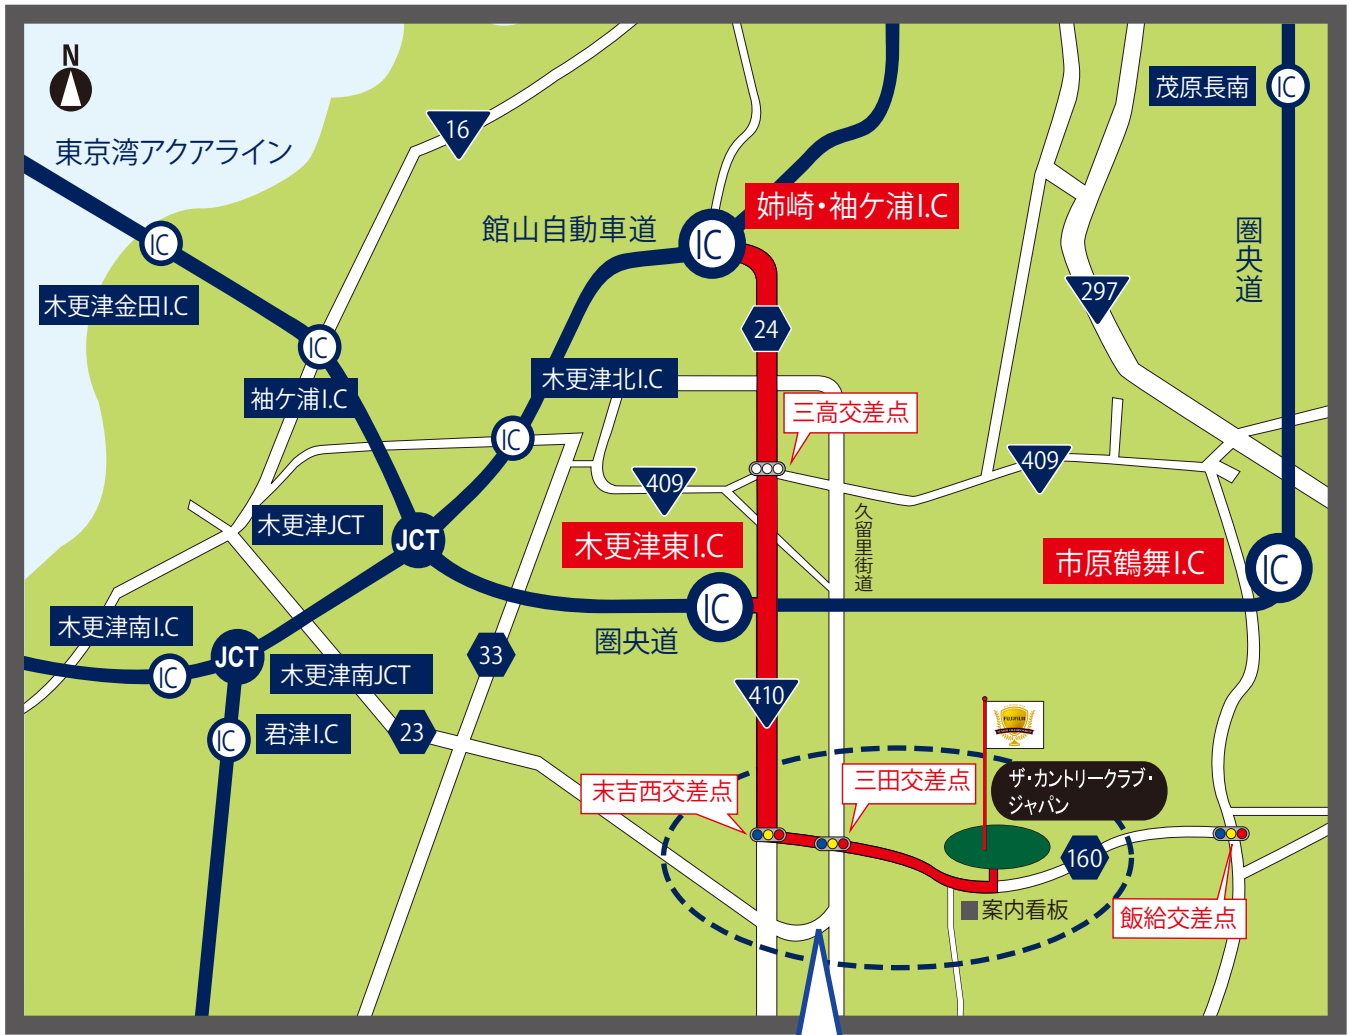 N
茂原長南
IC
16
東京湾アクアライン
姉崎・袖ケ浦I.C
館山自動車道
IC
IC
圏央道
木更津金田I.C
297
24
IC
木更津北I.C
袖ケ浦I.C
三高交差点
IC
409
409
木更津JCT
JCT
木更津東I.C
久留里街道
市原鶴舞I.C
IC
IC
木更津南I.C
圏央道
JCT
33
木更津南JCT
IC
410
君津I.C
IC
23
FUJIFILM
末吉西交差点
三田交差点
ザ・カントリークラブ・
ジャパン
160
案内看板
飯給交差点